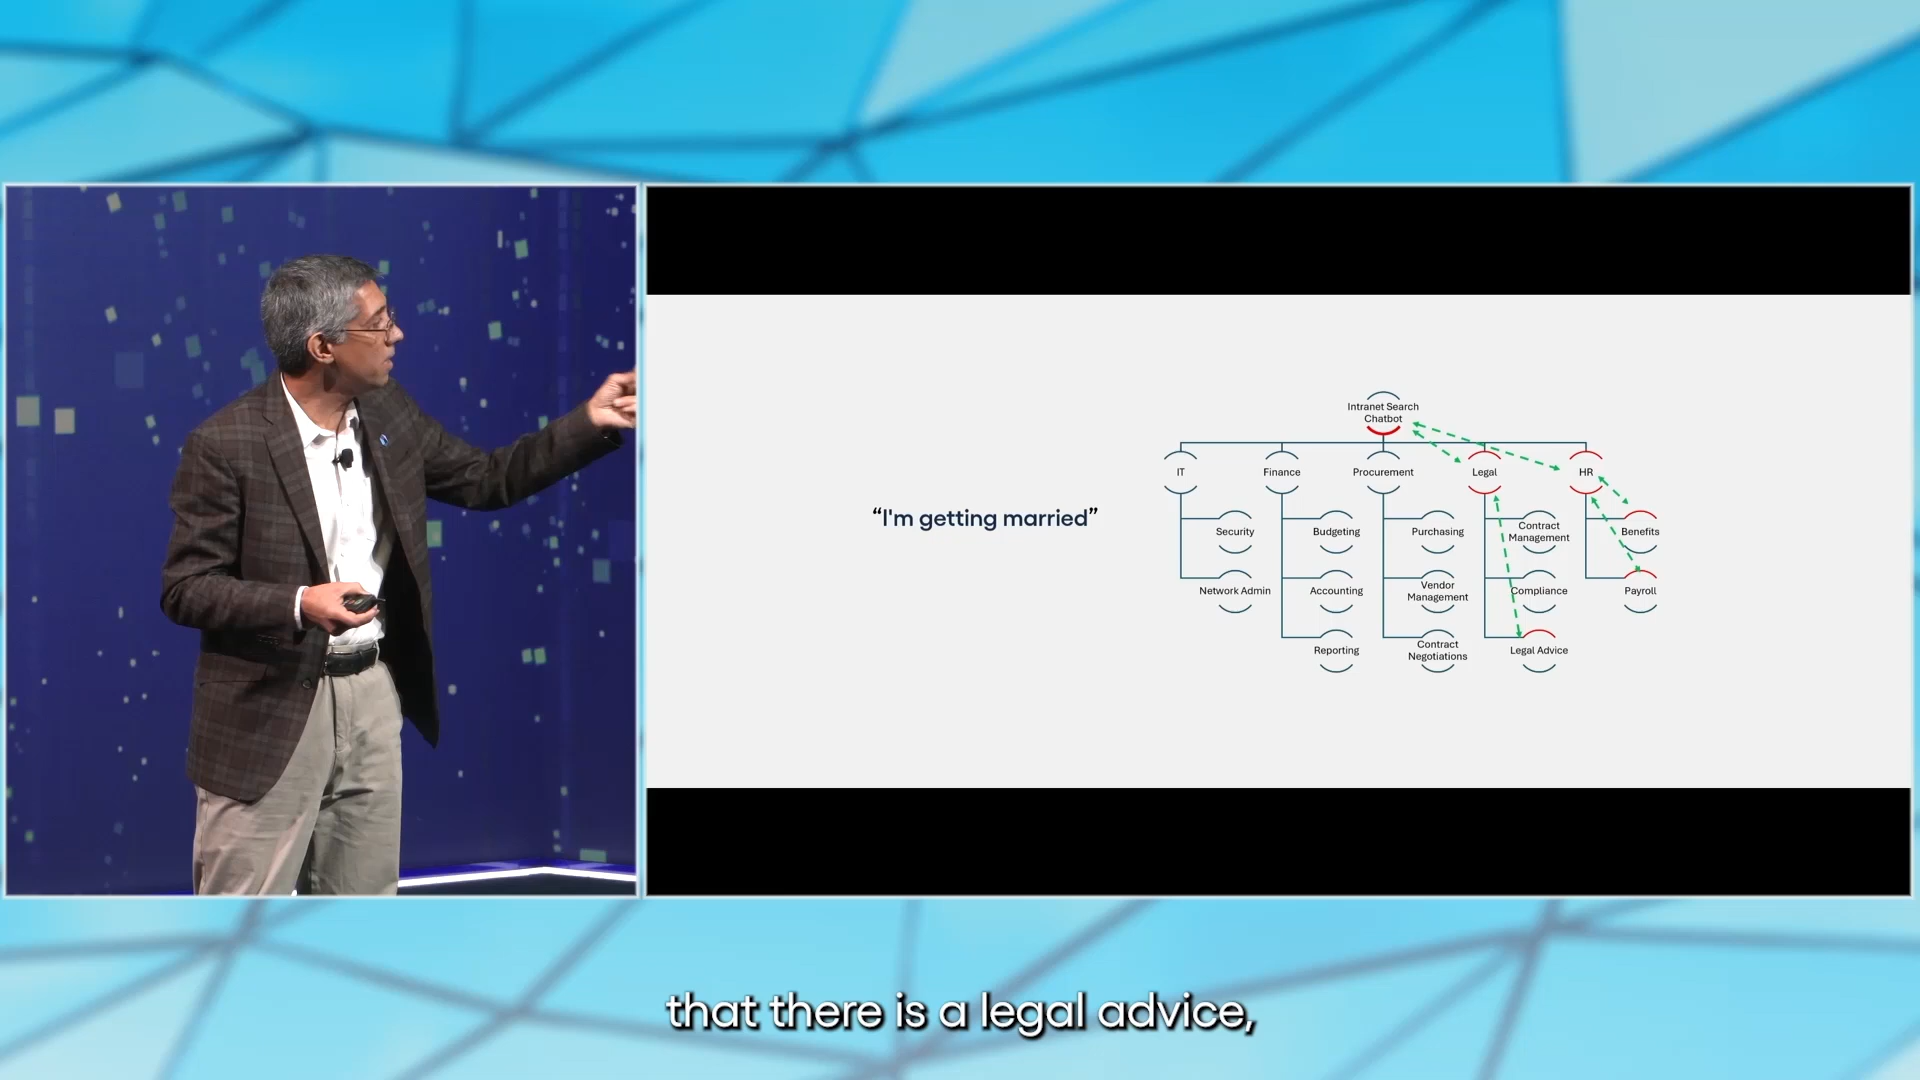 Intranet Search
Chatbot
IT
Finance
Procurement
Legal
HR
“I'm getting married”
Security
Budgeting
Purchasing
Contract
Management
Benefits
Network Admin
Accounting
Vendor
Management
Compliance
Payroll
Reporting
Contract
Negotiations
Legal Advice
that there is a legal advice,